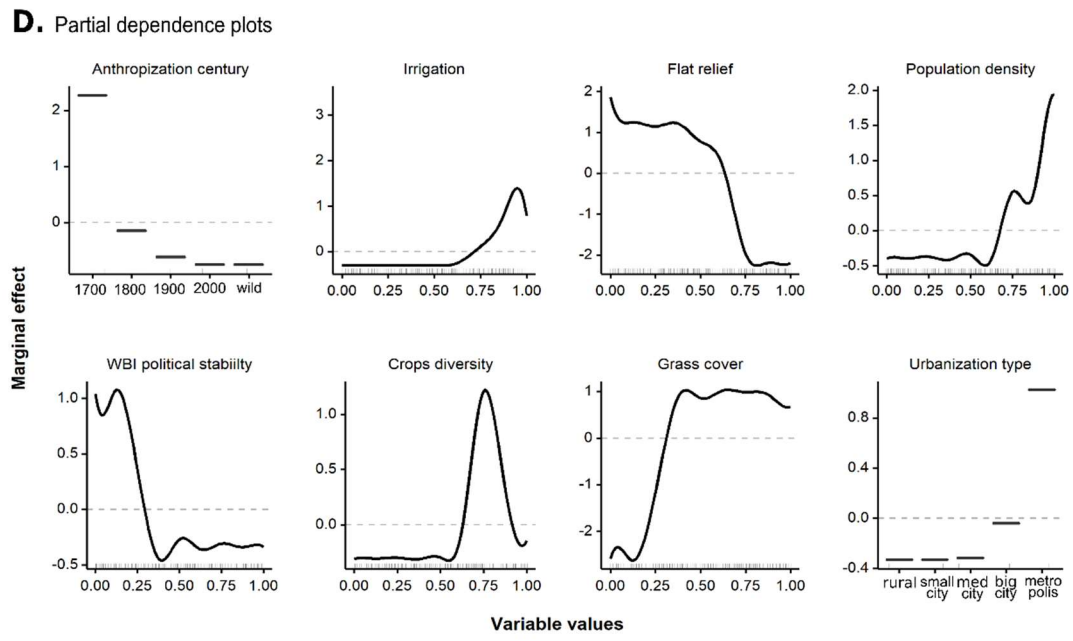 D. Partial dependence plots
Anthropization century
2
1
0
1700 1800 1900 2000 wild
Irrigation
3
2
1
0
0.00 0.25 0.50 0.75 1.00
Flat relief
2
1
0
-1
-2
0.00 0.25 0.50 0.75 1.00
Population density
2.0
1.5
1.0
0.5
0.0
-0.5
0.00 0.25 0.50 0.75 1.00
Marginal effect
WBI political stabiilty
1.0
0.5
0.0
-0.5
0.00 0.25 0.50 0.75 1.00
Crops diversity
1.0
0.5
0.0
0.00 0.25 0.50 0.75 1.00
Grass cover
1
0
-1
-2
0.00 0.25 0.50 0.75 1.00
Urbanization type
0.8
0.4
0.0
-0.4
rural small med big metro
city city city polis
Variable values